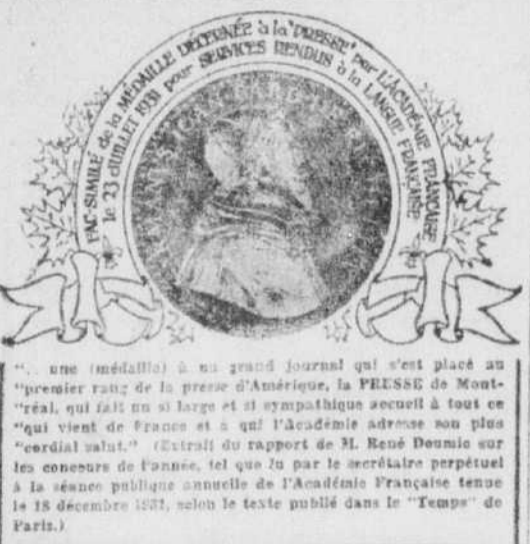 FAC-SIMILÉ de la MÉDAILLE DÉCERNÉE à la "PRESSE" par L'ACADÉMIE FRANÇAISE
le 23 JUILLET 1931 pour SERVICES RENDUS à la LANGUE FRANÇAISE
"... une (médaille) à un grand journal qui s'est placé au
"premier rang de la presse d'Amérique, la PRESSE de Mont-
"réal, qui fait un si large et si sympathique accueil à tout ce
"qui vient de France et à qui l'Académie adresse son plus
"cordial salut." (Extrait du rapport de M. René Doumic sur
les concours de l'année, tel que lu par le secrétaire perpétuel
à la séance publique annuelle de l'Académie Française tenue
le 18 décembre selon le texte publié dans le "Temps" de
Paris.)